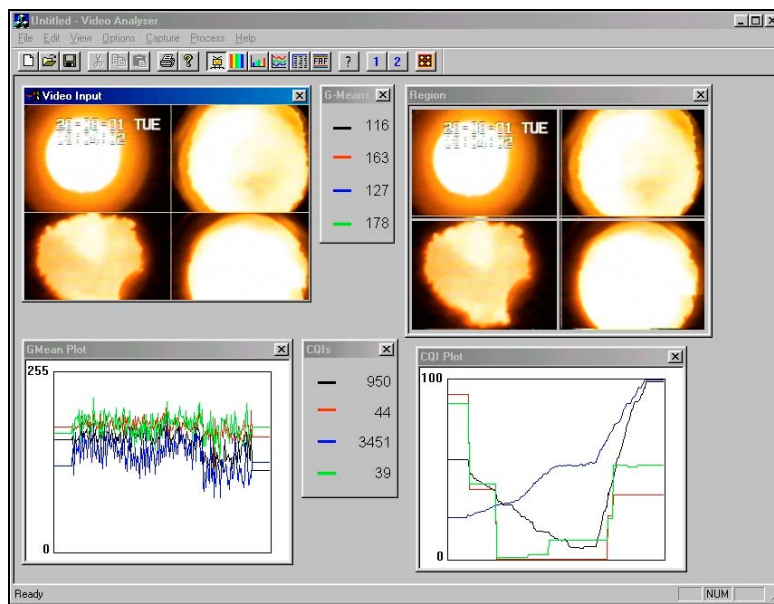 Untitled - Video Analyser
File Edit View Options Capture Process Help
FRF ? 1 2
Video Input
G-Means
Region
TUE
TUE
116
163
127
178
GMean Plot
CQIs
CQI Plot
255
0
950
44
3451
39
100
0
Ready
NUM